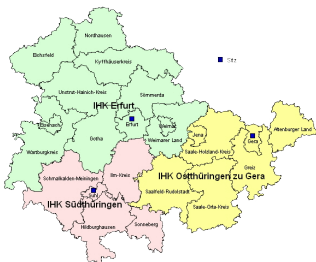 Nordhausen
Sitz
Eichsfeld
Kyffhäuserkreis
Unstrut-Hainich-Kreis
Sömmerda
IHK Erfurt
Eisenach
Erfurt
Weimar
Jena
Gera
Altenburger Land
Gotha
Weimarer Land
Wartburgkreis
Saale-Holzland-Kreis
Greiz
Schmalkalden-Meiningen
Ilm-Kreis
IHK Ostthüringen zu Gera
Suhl
Saalfeld-Rudolstadt
IHK Südthüringen
Saale-Orla-Kreis
Hildburghausen
Sonneberg